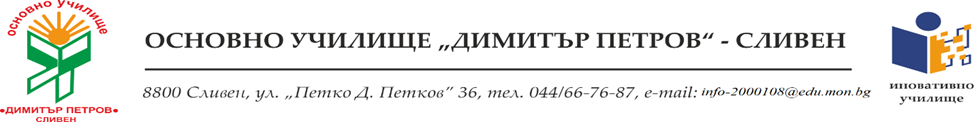 ОСНОВНО УЧИЛИЩЕ
•ДИМИТЪР ПЕТРОВ•
СЛИВЕН
ОСНОВНО УЧИЛИЩЕ „ДИМИТЪР ПЕТРОВ“ - СЛИВЕН
8800 Сливен, ул. „Петко Д. Петков” 36, тел. 044/66-76-87, e-mail: info-2000108@edu.mon.bg
иновативно
училище